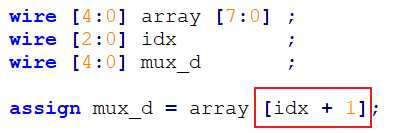 wire [4:0] array [7:0] ;
wire [2:0] idx ;
wire [4:0] mux_d ;
assign mux_d = array [idx + 1];